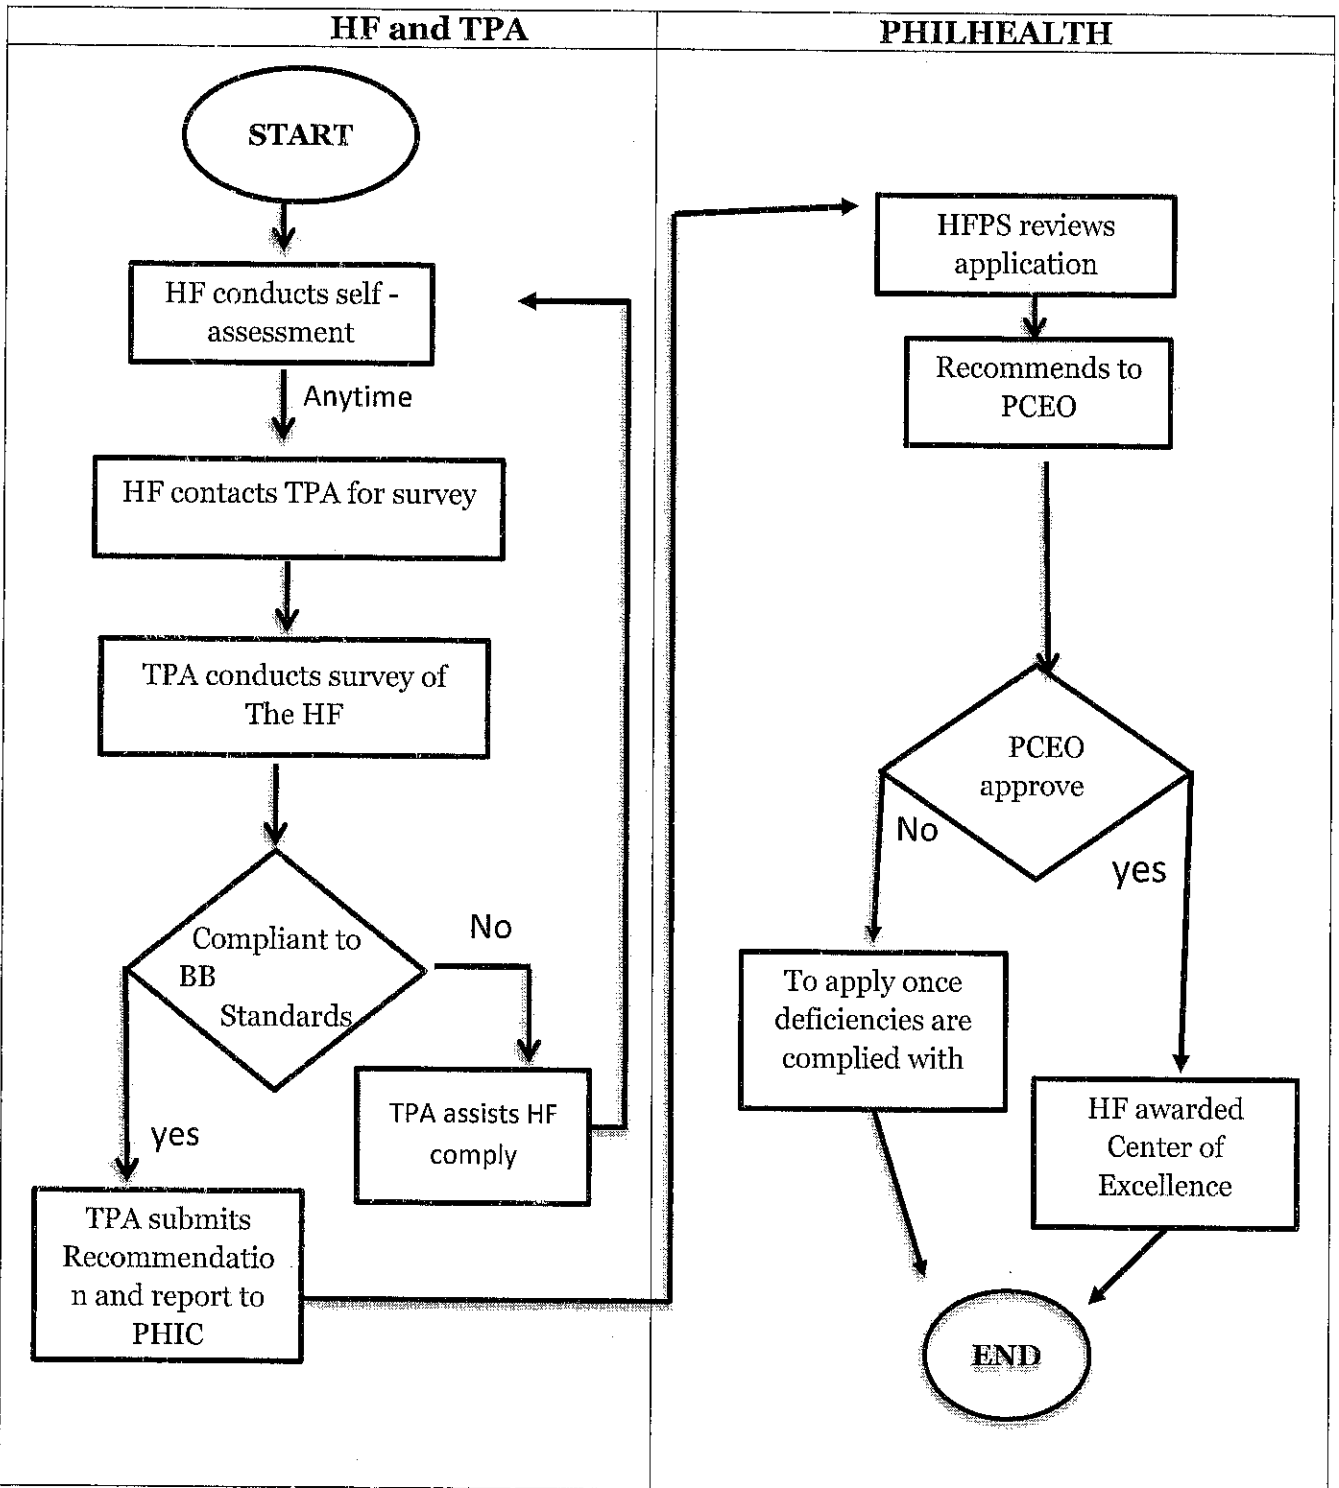 HF and TPA
PHILHEALTH
START
HF conducts self -
assessment
Anytime
HF contacts TPA for survey
TPA conducts survey of
The HF
Compliant to
BB
Standards
No
yes
TPA assists HF
comply
TPA submits
Recommendatio
n and report to
PHIC
HFPS reviews
application
Recommends to
PCEO
PCEO
approve
No
yes
To apply once
deficiencies are
complied with
HF awarded
Center of
Excellence
END